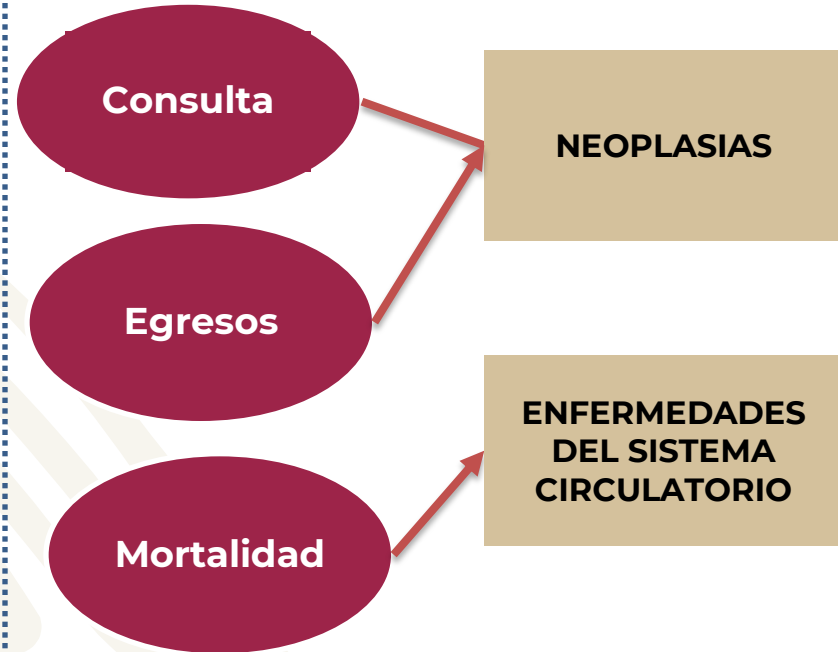 Consulta
NEOPLASIAS
Egresos
ENFERMEDADES
DEL SISTEMA
CIRCULATORIO
Mortalidad